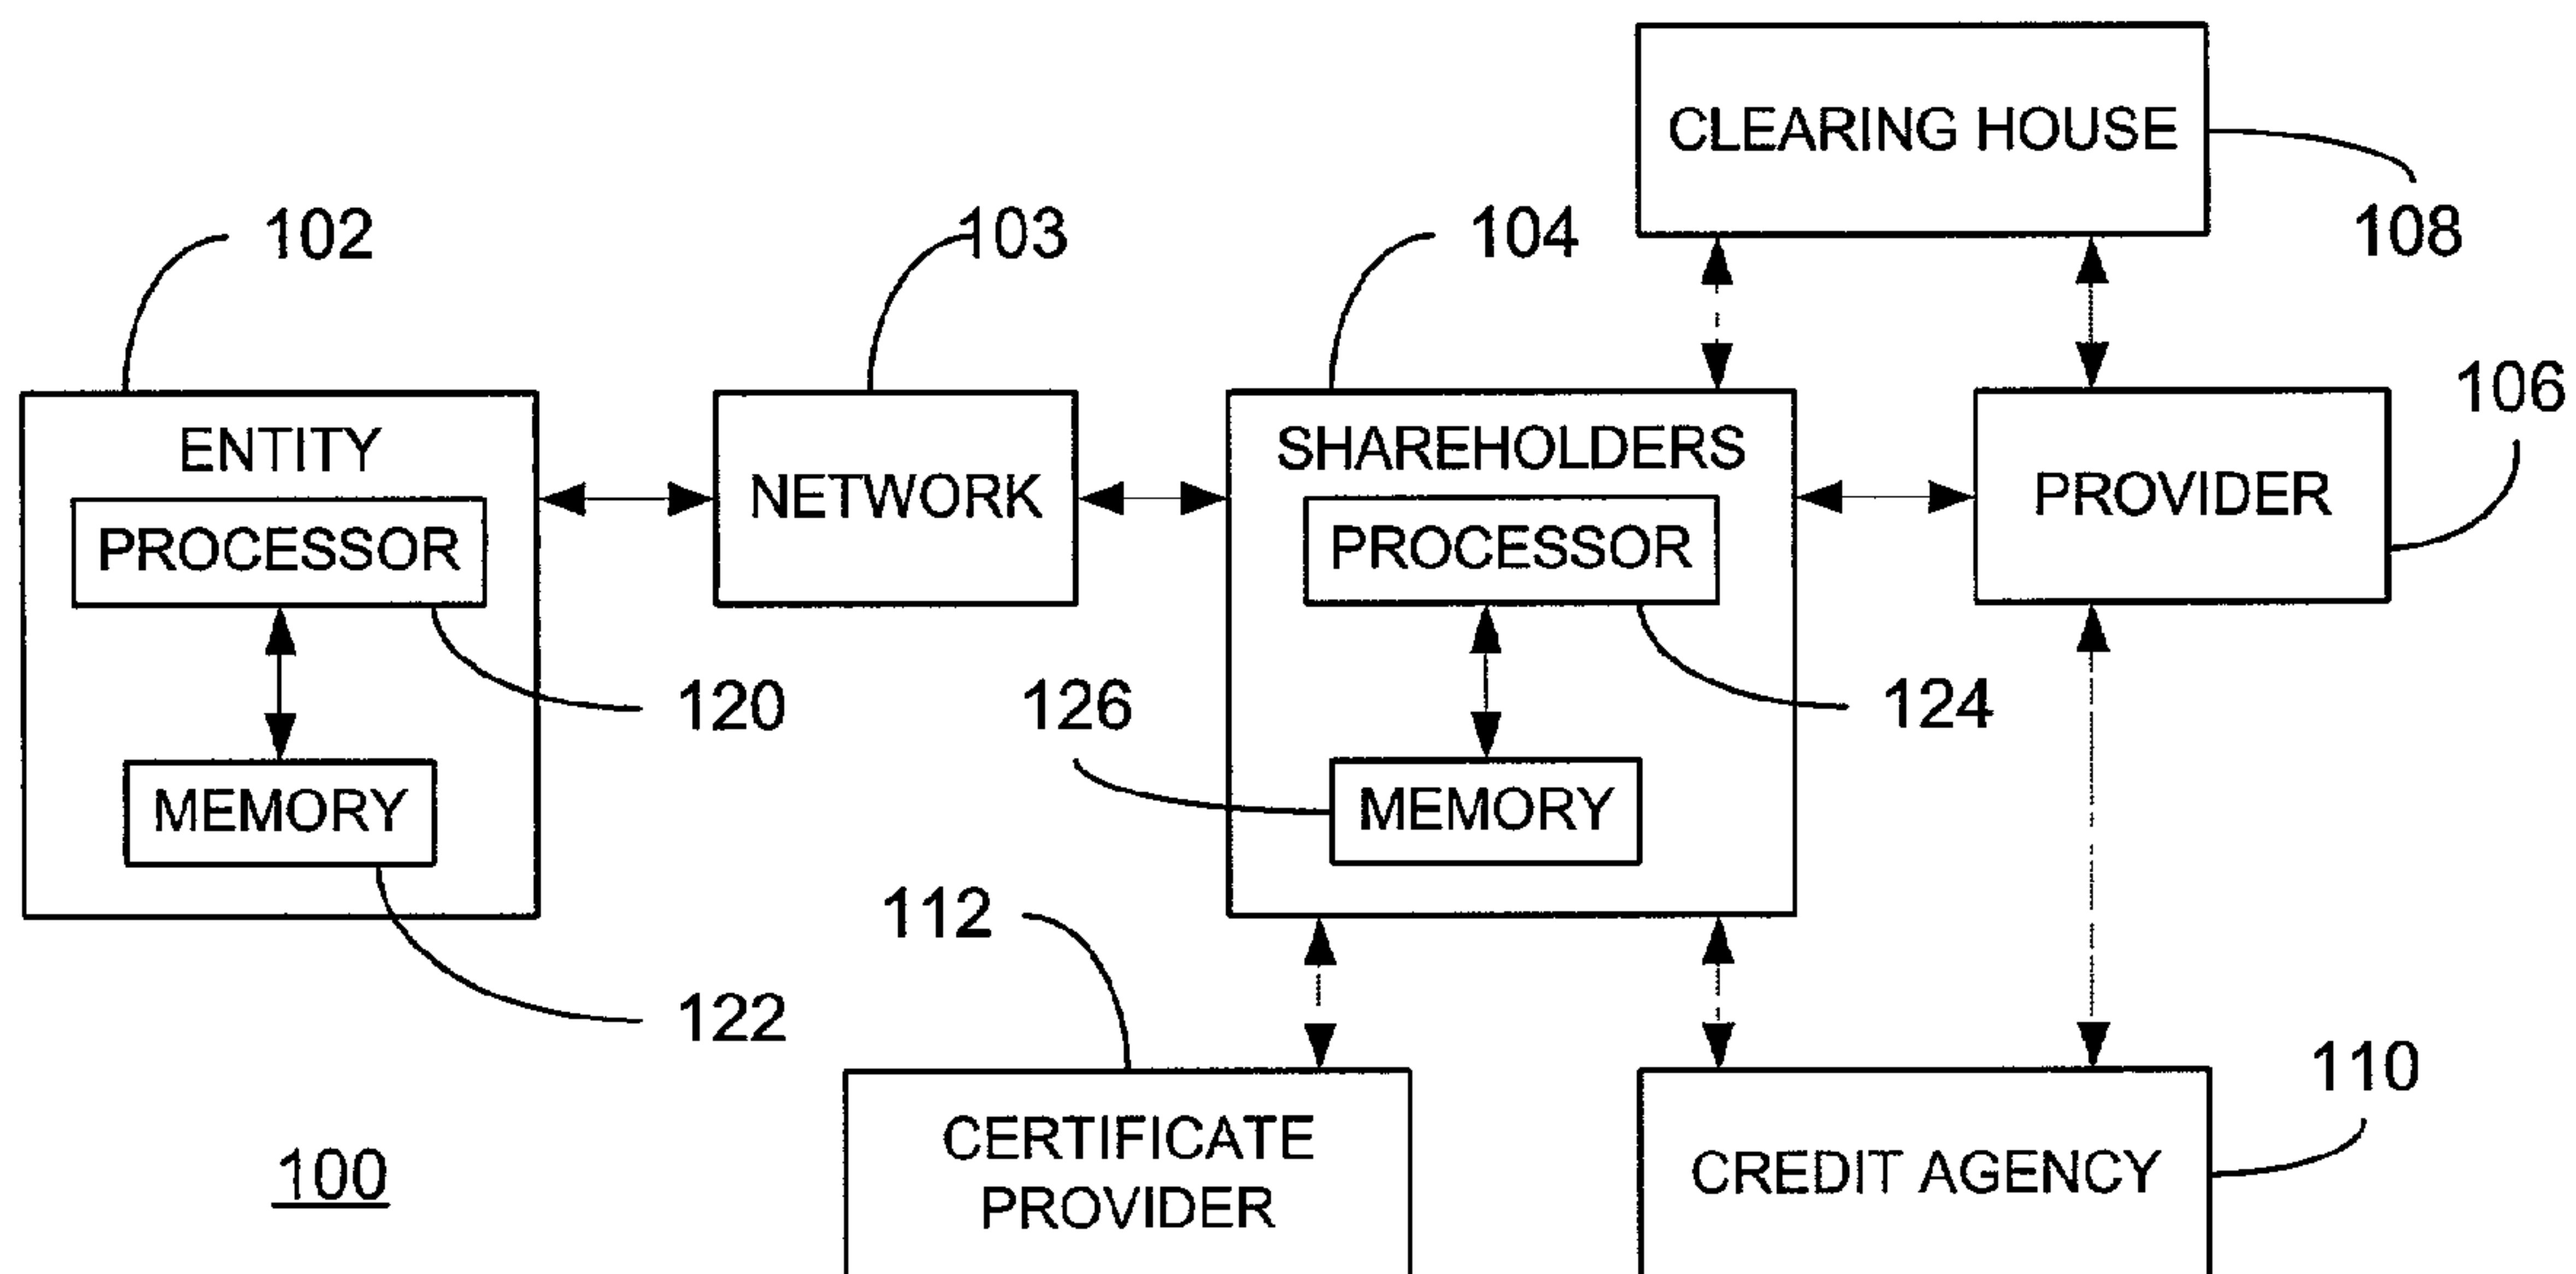 CLEARING HOUSE
108
102
103
104
106
ENTITY
PROCESSOR
NETWORK
SHAREHOLDERS
PROCESSOR
PROVIDER
120
126
124
MEMORY
MEMORY
112
122
110
CERTIFICATE
PROVIDER
CREDIT AGENCY
100